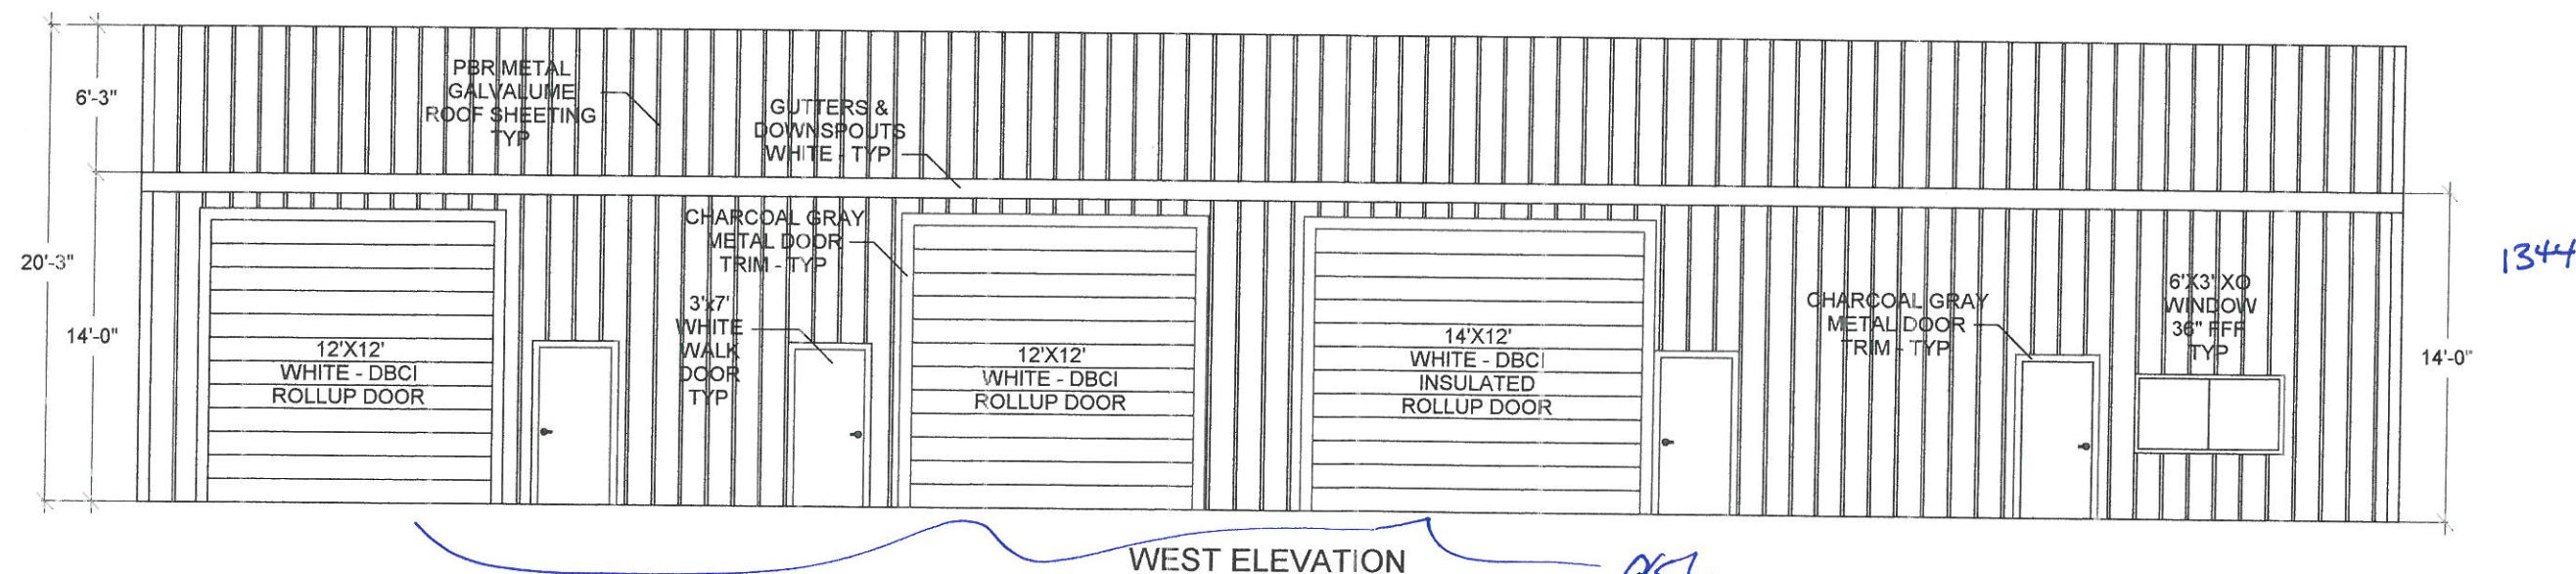 6'-3"
PBR METAL
GALVALUME
ROOF SHEETING
TYP
GUTTERS &
DOWNSPOUTS
WHITE - TYP
20'-3"
14'-0"
12'X12'
WHITE - DBCI
ROLLUP DOOR
CHARCOAL GRAY
METAL DOOR
TRIM - TYP
3'x7'
WHITE
WALK
DOOR
TYP
12'X12'
WHITE - DBCI
ROLLUP DOOR
14'X12'
WHITE - DBCI
INSULATED
ROLLUP DOOR
CHARCOAL GRAY
METAL DOOR
TRIM - TYP
6'X3' XO
WINDOW
36" FFF
TYP
14'-0"
1344
WEST ELEVATION